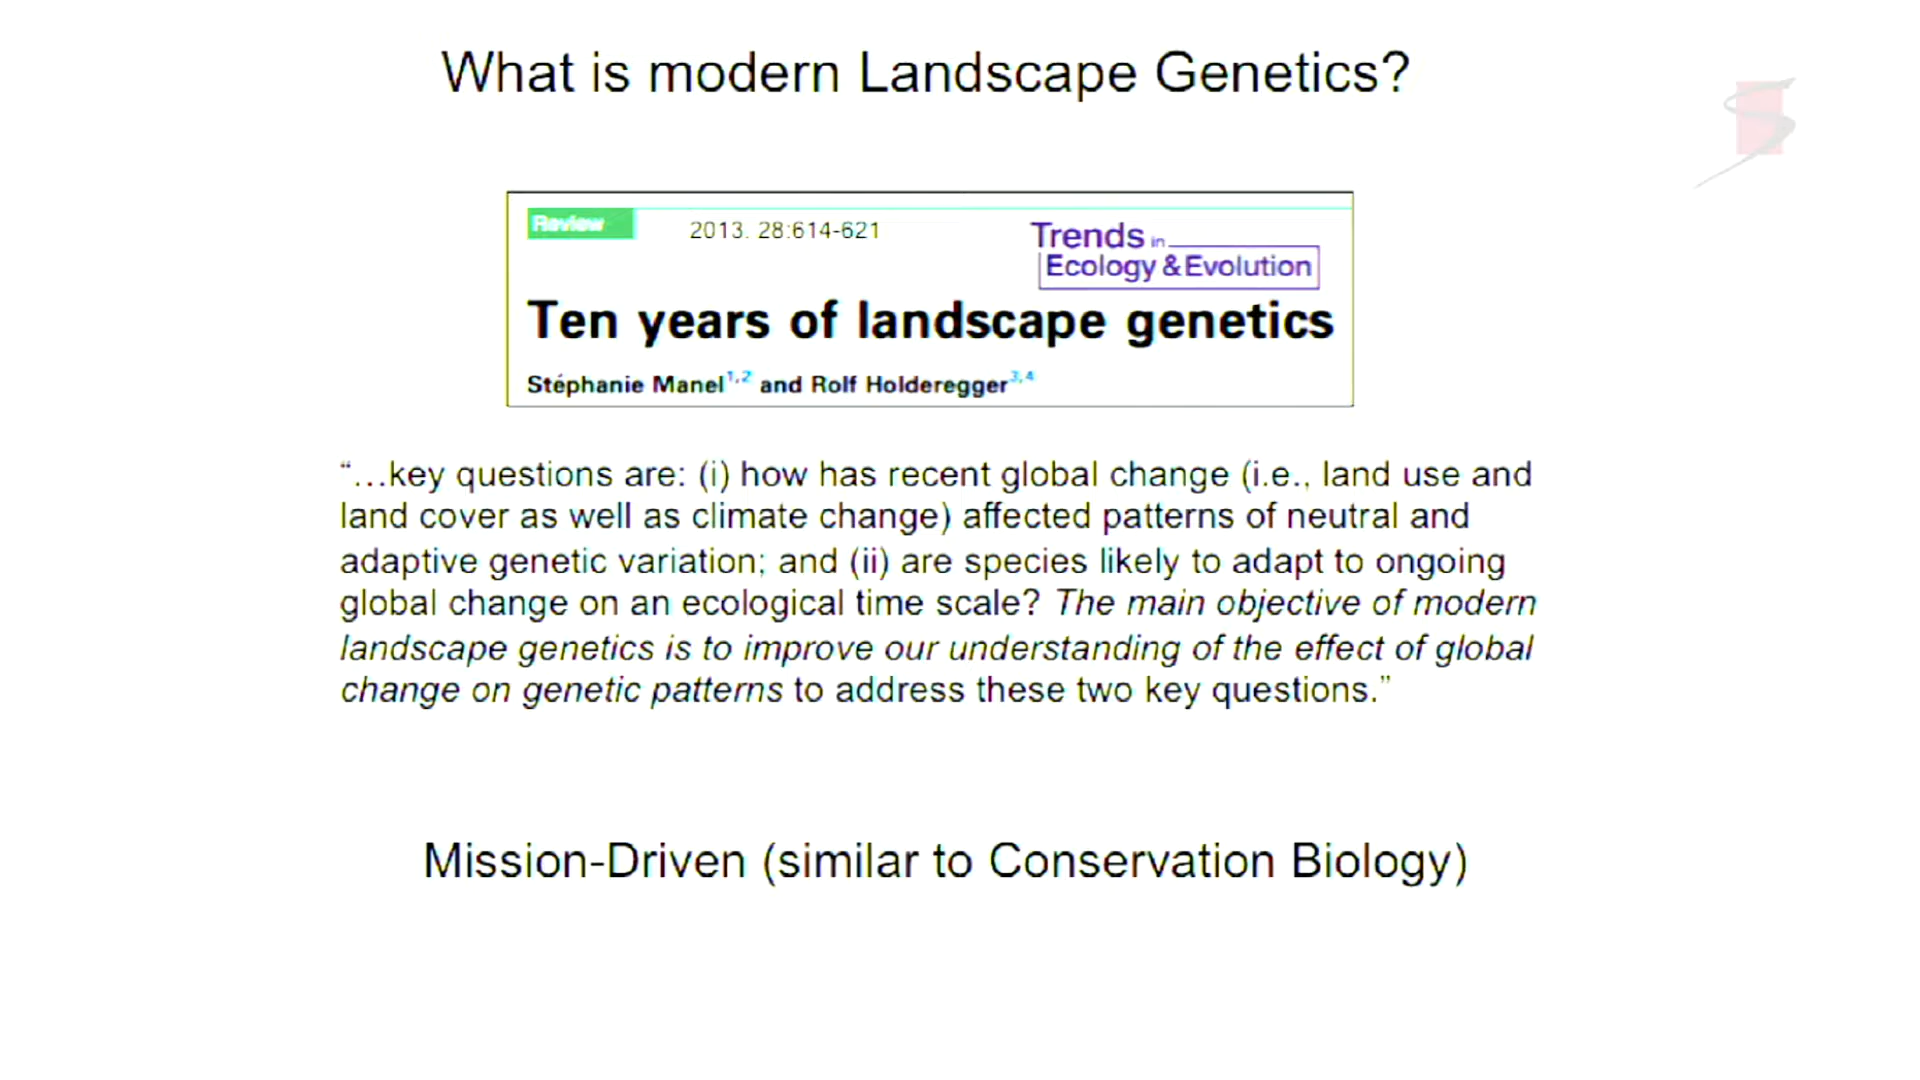 What is modern Landscape Genetics?
Review
2013. 28:614-621
Trends in
Ecology & Evolution
Ten years of landscape genetics
Stéphanie Manel1,2 and Rolf Holderegger3,4
“…key questions are: (i) how has recent global change (i.e., land use and
land cover as well as climate change) affected patterns of neutral and
adaptive genetic variation; and (ii) are species likely to adapt to ongoing
global change on an ecological time scale? The main objective of modern
landscape genetics is to improve our understanding of the effect of global
change on genetic patterns to address these two key questions.”
Mission-Driven (similar to Conservation Biology)